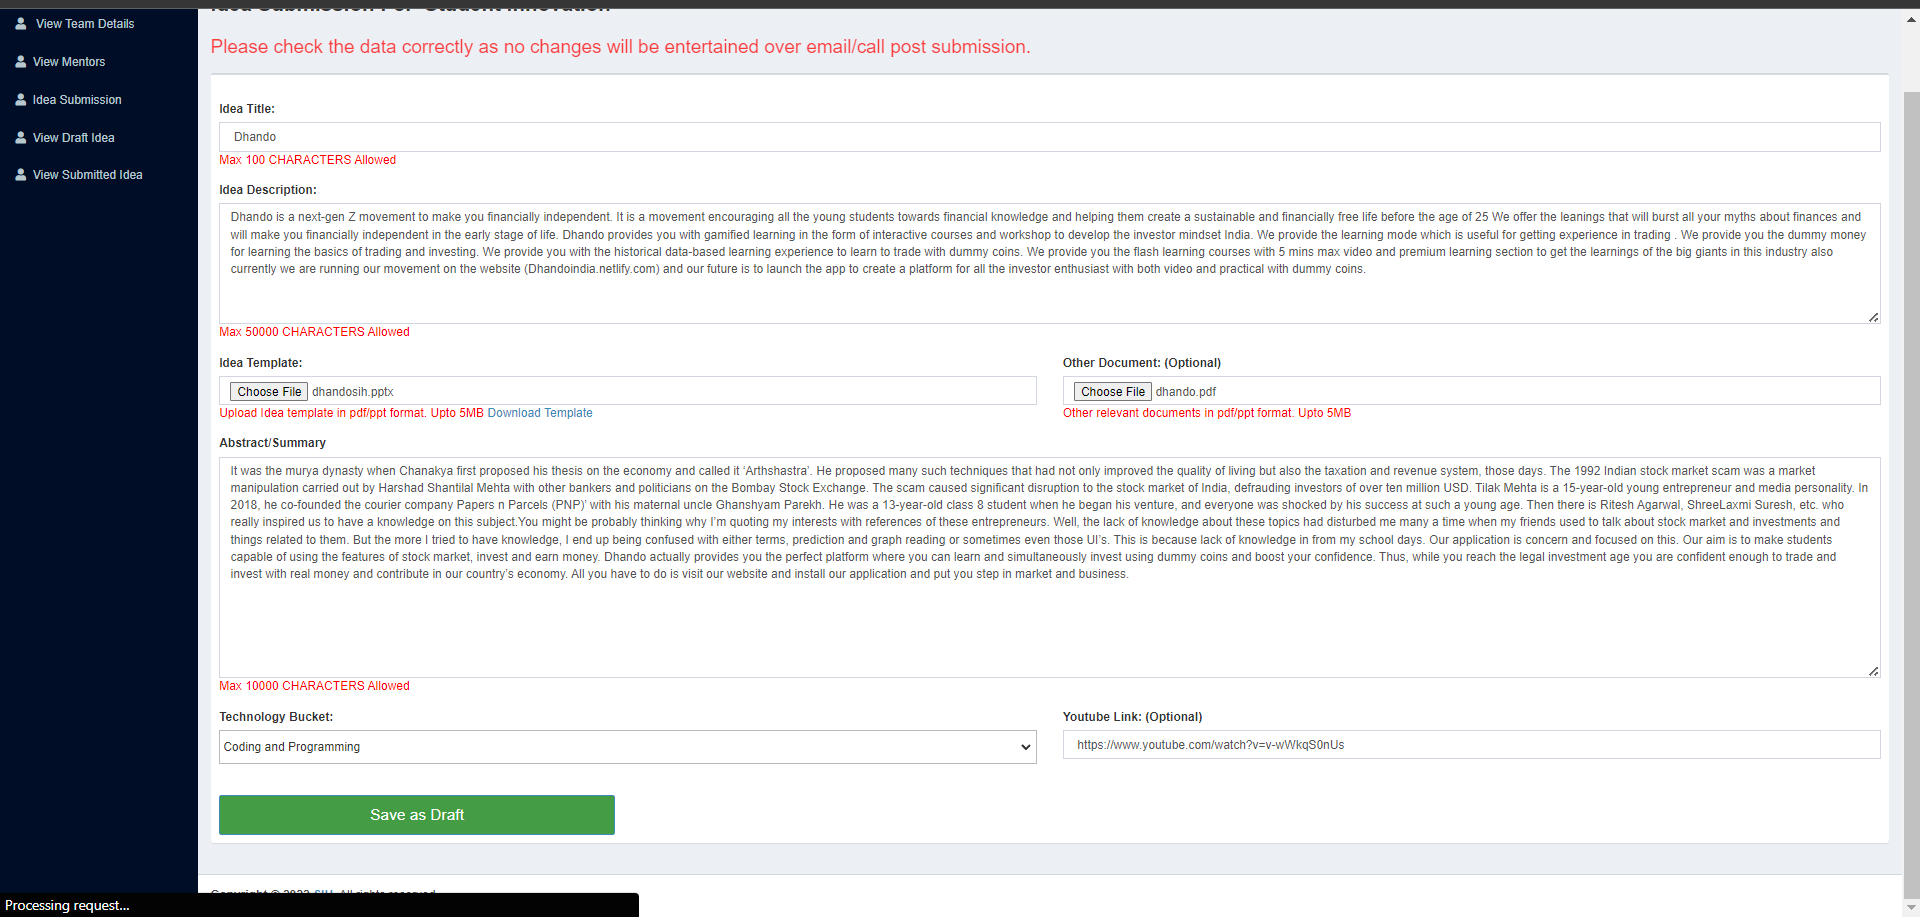 Idea Submission For 'Student Innovation'
View Team Details
View Mentors
Idea Submission
View Draft Idea
View Submitted Idea
Please check the data correctly as no changes will be entertained over email/call post submission.
Idea Title:
Dhando
Max 100 CHARACTERS Allowed
Idea Description:
Dhando is a next-gen Z movement to make you financially independent. It is a movement encouraging all the young students towards financial knowledge and helping them create a sustainable and financially free life before the age of 25 We offer the leanings that will burst all your myths about finances and
will make you financially independent in the early stage of life. Dhando provides you with gamified learning in the form of interactive courses and workshop to develop the investor mindset India. We provide the learning mode which is useful for getting experience in trading . We provide you the dummy money
for learning the basics of trading and investing. We provide you with the historical data-based learning experience to learn to trade with dummy coins. We provide you the flash learning courses with 5 mins max video and premium learning section to get the learnings of the big giants in this industry also
currently we are running our movement on the website (Dhandoindia.netlify.com) and our future is to launch the app to create a platform for all the investor enthusiast with both video and practical with dummy coins.
Max 50000 CHARACTERS Allowed
Idea Template:
Other Document: (Optional)
Choose File dhandosih.pptx
Choose File dhando.pdf
Upload Idea template in pdf/ppt format. Upto 5MB Download Template
Other relevant documents in pdf/ppt format. Upto 5MB
Abstract/Summary
It was the murya dynasty when Chanakya first proposed his thesis on the economy and called it ‘Arthshastra’. He proposed many such techniques that had not only improved the quality of living but also the taxation and revenue system, those days. The 1992 Indian stock market scam was a market
manipulation carried out by Harshad Shantilal Mehta with other bankers and politicians on the Bombay Stock Exchange. The scam caused significant disruption to the stock market of India, defrauding investors of over ten million USD. Tilak Mehta is a 15-year-old young entrepreneur and media personality. In
2018, he co-founded the courier company Papers n Parcels (PNP)’ with his maternal uncle Ghanshyam Parekh. He was a 13-year-old class 8 student when he began his venture, and everyone was shocked by his success at such a young age. Then there is Ritesh Agarwal, ShreeLaxmi Suresh, etc. who
really inspired us to have a knowledge on this subject.You might be probably thinking why I’m quoting my interests with references of these entrepreneurs. Well, the lack of knowledge about these topics had disturbed me many a time when my friends used to talk about stock market and investments and
things related to them. But the more I tried to have knowledge, I end up being confused with either terms, prediction and graph reading or sometimes even those UI’s. This is because lack of knowledge in from my school days. Our application is concern and focused on this. Our aim is to make students
capable of using the features of stock market, invest and earn money. Dhando actually provides you the perfect platform where you can learn and simultaneously invest using dummy coins and boost your confidence. Thus, while you reach the legal investment age you are confident enough to trade and
invest with real money and contribute in our country’s economy. All you have to do is visit our website and install our application and put you step in market and business.
Max 10000 CHARACTERS Allowed
Technology Bucket:
Youtube Link: (Optional)
Coding and Programming
https://www.youtube.com/watch?v=v-wWkqS0nUs
Save as Draft
Copyright © 2022 SIH. All rights reserved.
Processing request...